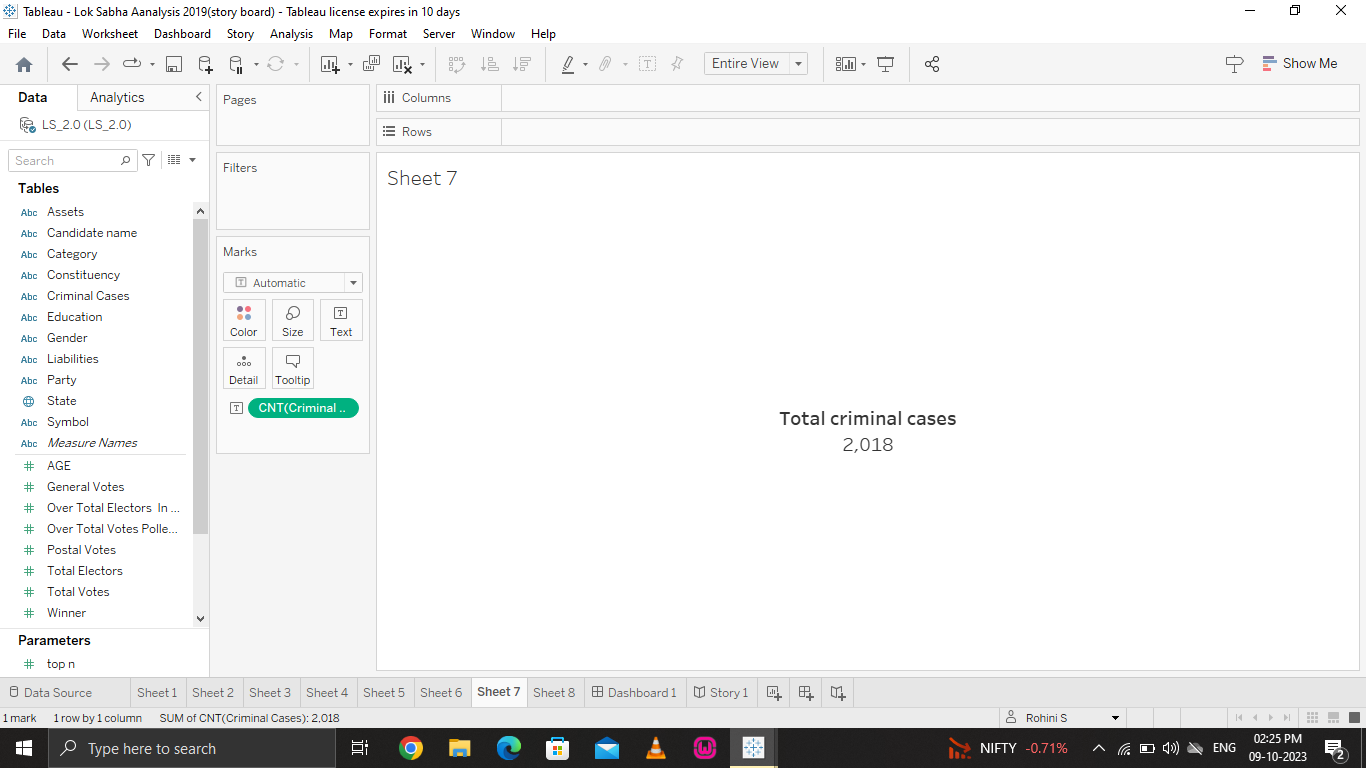 Tableau - Lok Sabha Aanalysis 2019(story board) - Tableau license expires in 10 days
File Data Worksheet Dashboard Story Analysis Map Format Server Window Help
Entire View
Show Me
Data Analytics
LS_2.0 (LS_2.0)
Search
Tables
Abc Assets
Abc Candidate name
Abc Category
Abc Constituency
Abc Criminal Cases
Abc Education
Abc Gender
Abc Liabilities
Abc Party
State
Abc Symbol
Abc Measure Names
# AGE
# General Votes
# Over Total Electors In ...
# Over Total Votes Polle...
# Postal Votes
# Total Electors
# Total Votes
# Winner
Parameters
# top n
Pages
Filters
Marks
T Automatic
Color Size Text
Detail Tooltip
T CNT(Criminal ..
Columns
Rows
Sheet 7
Total criminal cases
2,018
Data Source Sheet 1 Sheet 2 Sheet 3 Sheet 4 Sheet 5 Sheet 6 Sheet 7 Sheet 8 Dashboard 1 Story 1
1 mark 1 row by 1 column SUM of CNT(Criminal Cases): 2,018 Rohini S
Type here to search
NIFTY -0.71% ENG
02:25 PM
09-10-2023
2